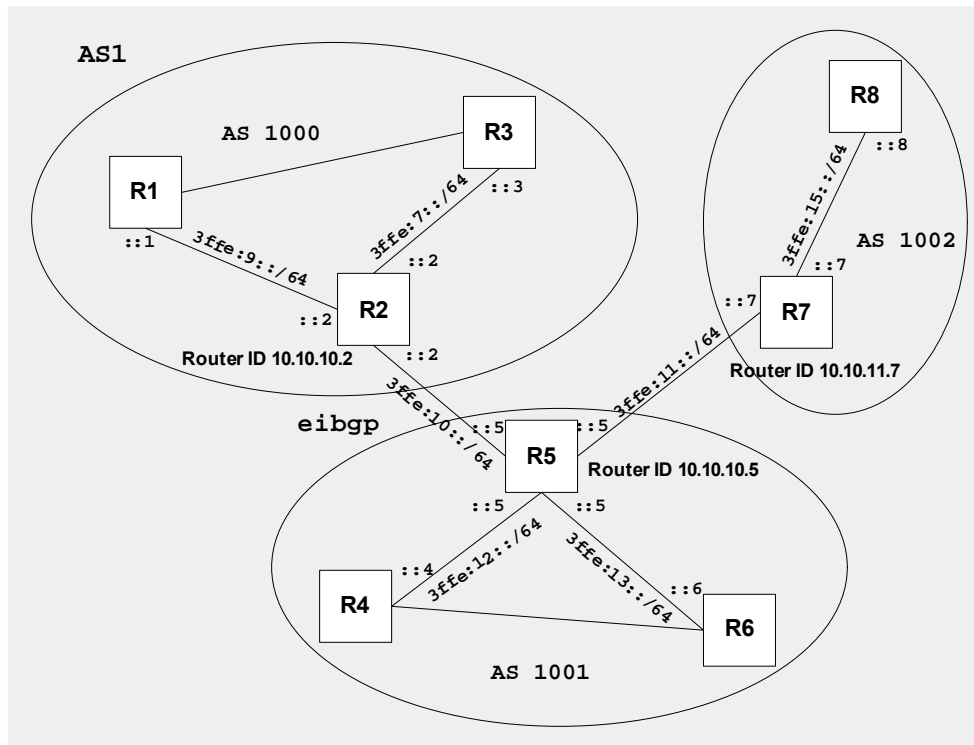 AS1
AS 1000
R1
R3
::1
::3
3ffe:9::/64
3ffe:7::/64
::2
::2
R2
::2
Router ID 10.10.10.2
3ffe:10::/64
eibgp
R8
::8
3ffe:15::/64
AS 1002
::7
::7
R7
Router ID 10.10.11.7
3ffe:11::/64
::5
::5
R5
Router ID 10.10.10.5
::5
::5
3ffe:12::/64
3ffe:13::/64
::4
::6
R4
R6
AS 1001